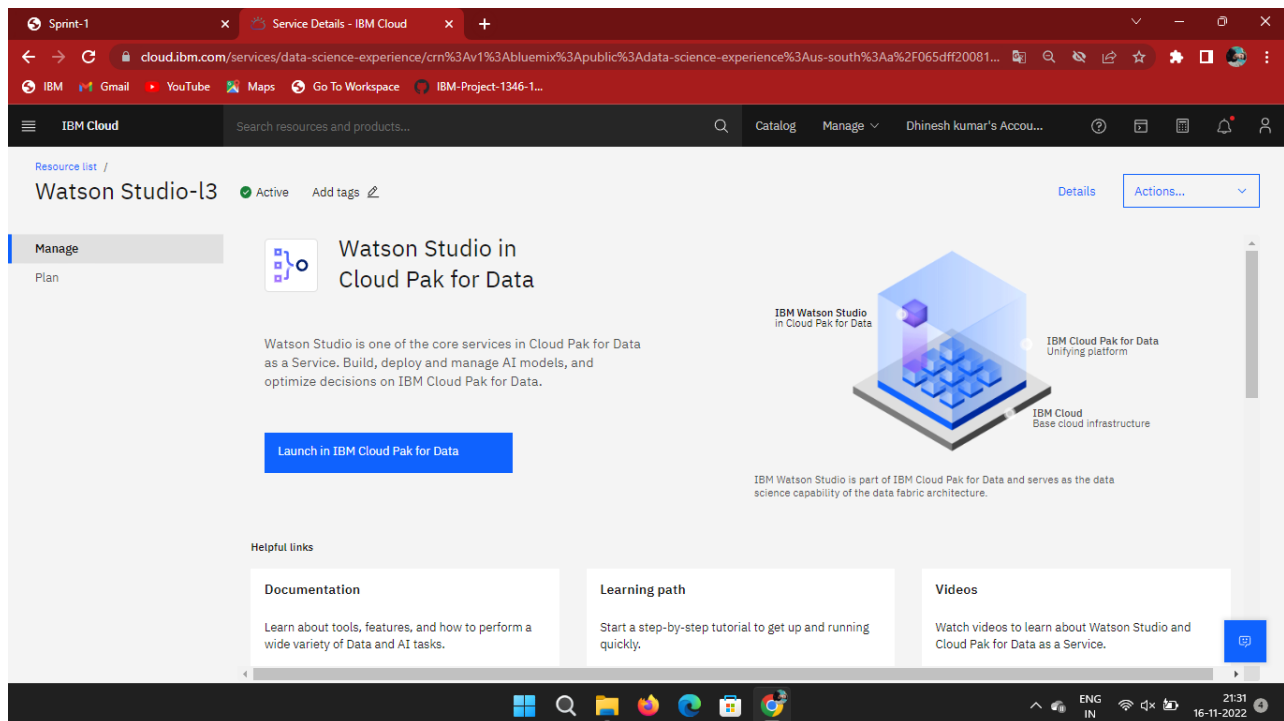 Sprint-1
Service Details - IBM Cloud
cloud.ibm.com/services/data-science-experience/crn%3Av1%3Abluemix%3Apublic%3Adata-science-experience%3Aus-south%3Aa%2F065dff20081...
IBM Gmail YouTube Maps Go To Workspace IBM-Project-1346-1...
IBM Cloud Search resources and products... Catalog Manage Dhinesh kumar's Accou...
Resource list /
Watson Studio-l3 Active Add tags Details Actions...
Manage
Plan
Watson Studio in
Cloud Pak for Data
Watson Studio is one of the core services in Cloud Pak for Data
as a Service. Build, deploy and manage AI models, and
optimize decisions on IBM Cloud Pak for Data.
Launch in IBM Cloud Pak for Data
IBM Watson Studio
in Cloud Pak for Data
IBM Cloud Pak for Data
Unifying platform
IBM Cloud
Base cloud infrastructure
IBM Watson Studio is part of IBM Cloud Pak for Data and serves as the data
science capability of the data fabric architecture.
Helpful links
Documentation
Learn about tools, features, and how to perform a
wide variety of Data and AI tasks.
Learning path
Start a step-by-step tutorial to get up and running
quickly.
Videos
Watch videos to learn about Watson Studio and
Cloud Pak for Data as a Service.
ENG
IN
21:31
16-11-2022
4